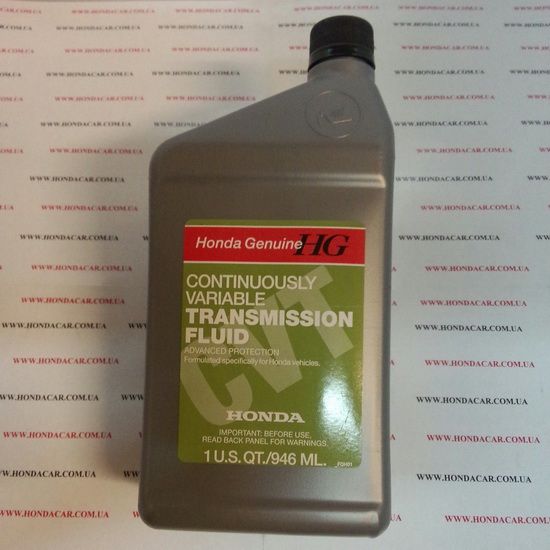 WWW.HONDACAR.COM.UA
Honda Genuine HG
CONTINUOUSLY
VARIABLE
TRANSMISSION
FLUID
ADVANCED PROTECTION
Formulated specifically for Honda vehicles.
CVT
HONDA
IMPORTANT: BEFORE USE,
READ BACK PANEL FOR WARNINGS.
1 U.S. QT./946 ML.